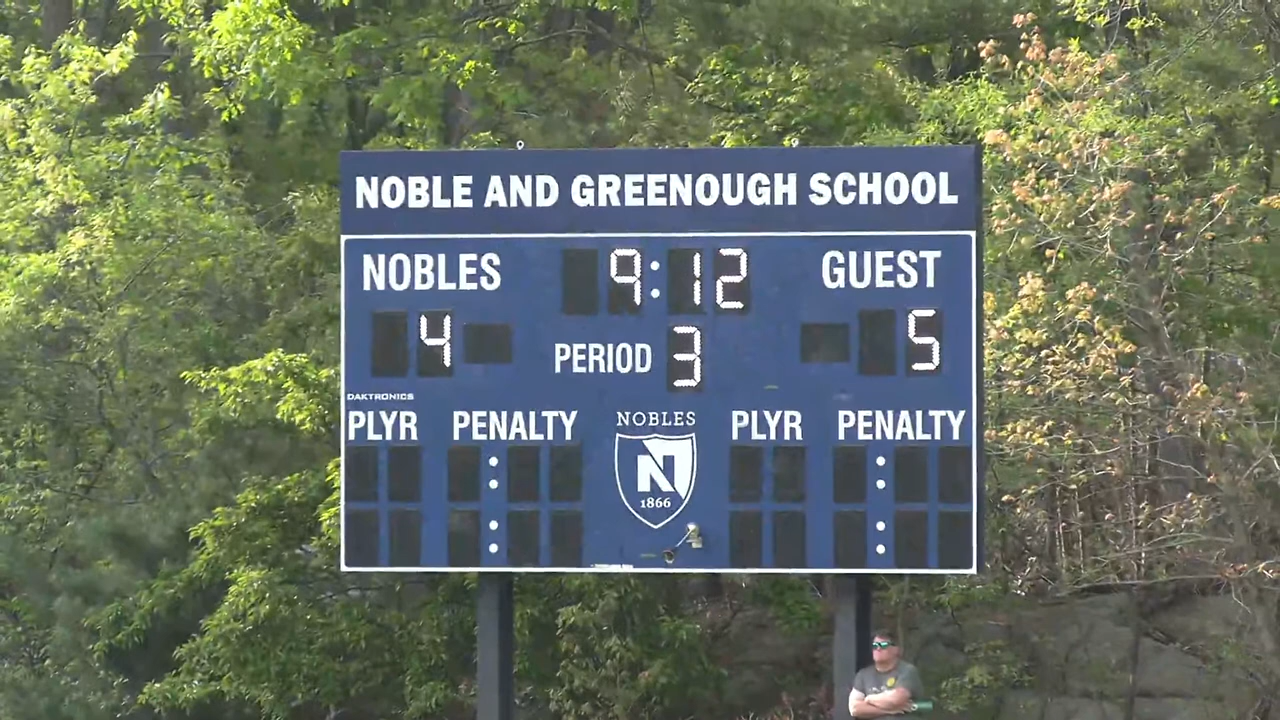 NOBLE AND GREENOUGH SCHOOL
NOBLES 9:12 GUEST
4 PERIOD 3 5
DAKTRONICS
PLYR PENALTY NOBLES PLYR PENALTY
N
1866